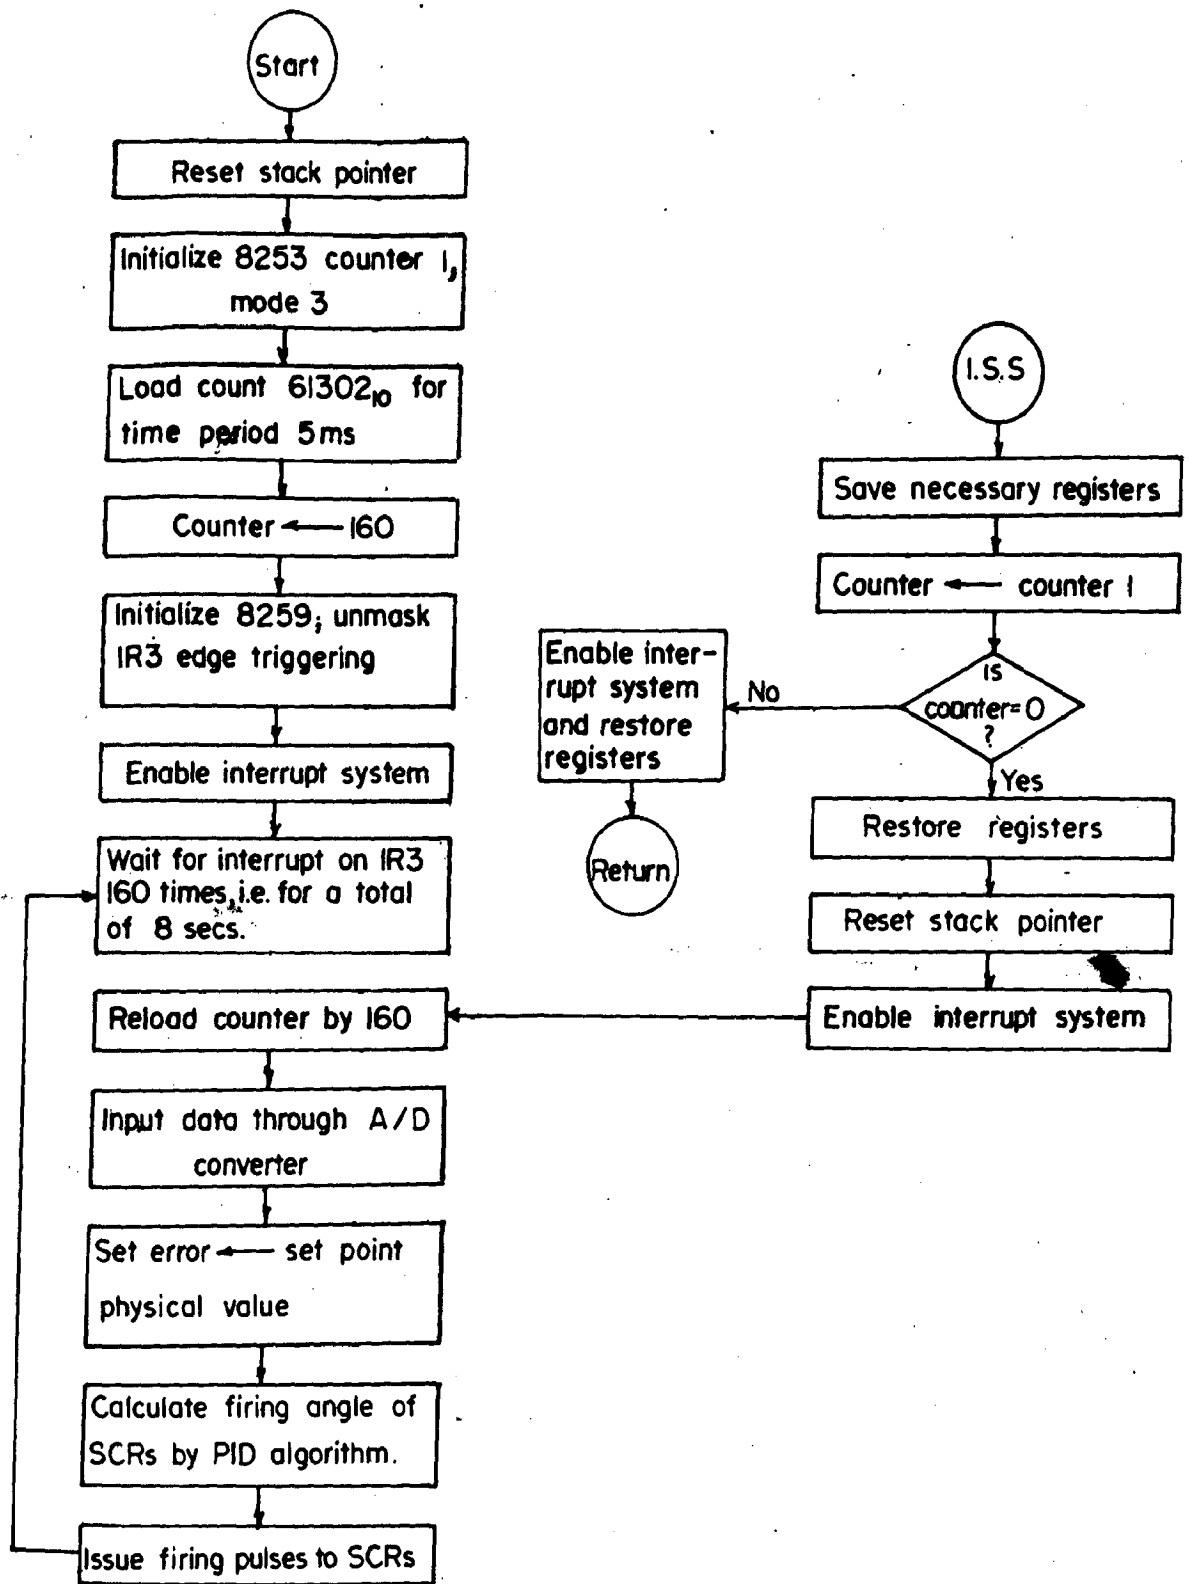 Start
Reset stack pointer
Initialize 8253 counter 1,
mode 3
Load count 61302₁₀ for
time period 5ms
Counter ← 160
Initialize 8259; unmask
IR3 edge triggering
Enable interrupt system
Wait for interrupt on IR3
160 times, i.e. for a total
of 8 secs.
Reload counter by 160
Input data through A/D
converter
Set error ← set point
physical value
Calculate firing angle of
SCRs by PID algorithm.
Issue firing pulses to SCRs
I.S.S
Save necessary registers
Counter ← counter 1
Is
counter=0
?
No
Enable inter-
rupt system
and restore
registers
Return
Yes
Restore registers
Reset stack pointer
Enable interrupt system